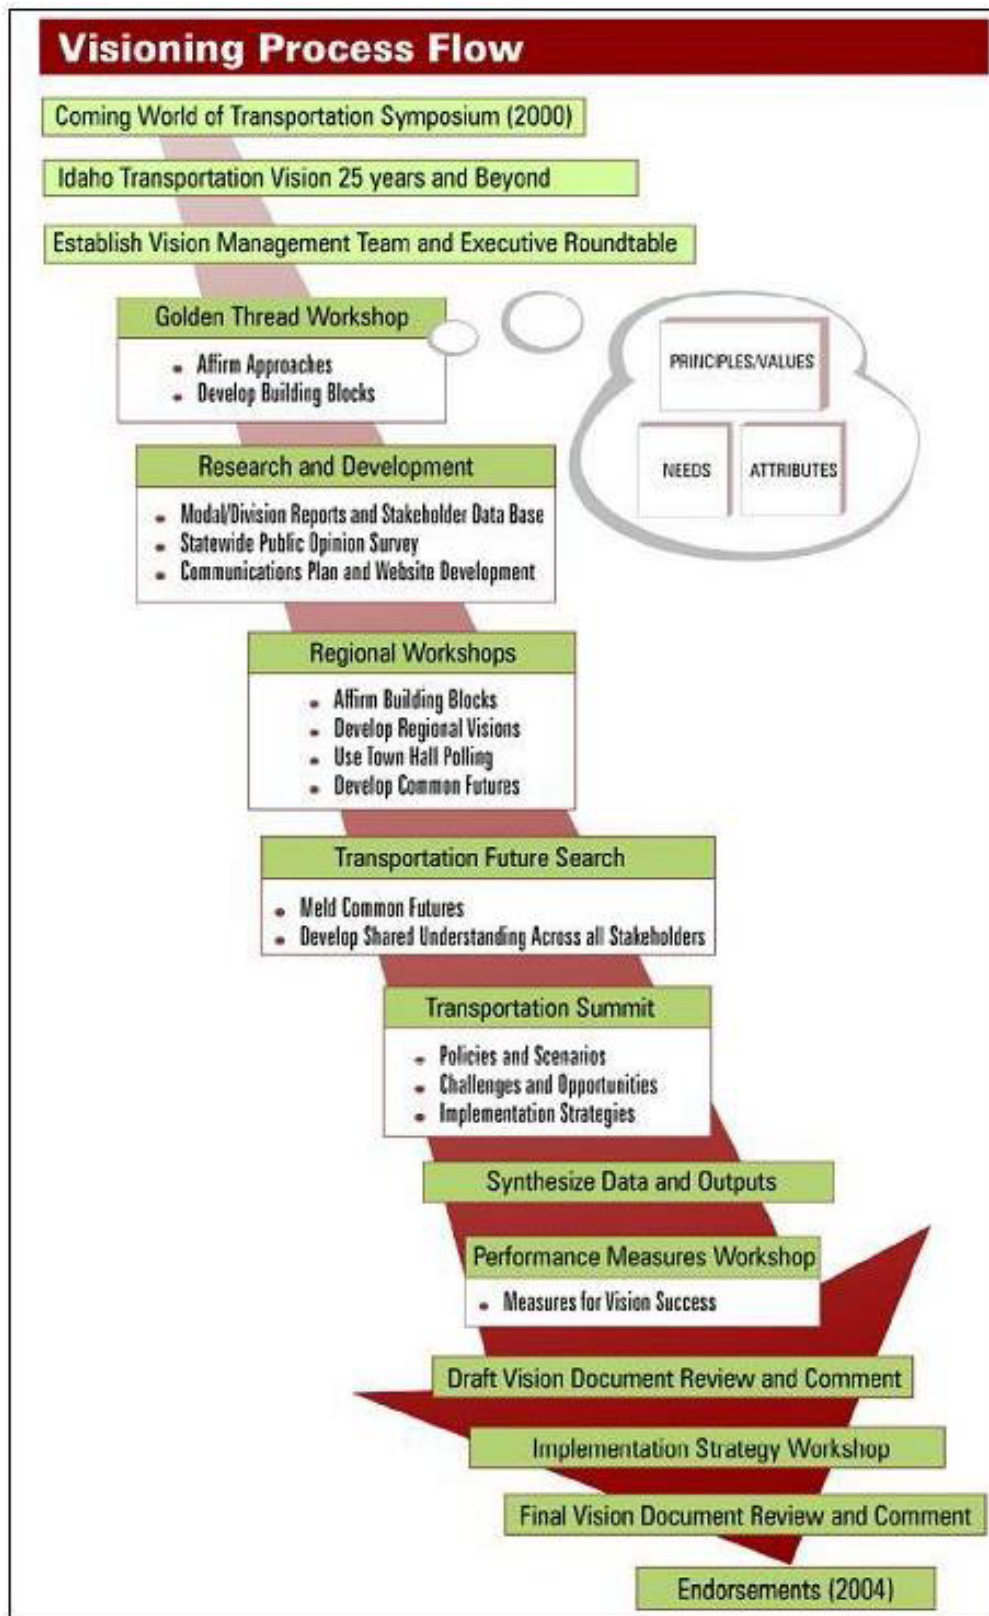 Visioning Process Flow
Coming World of Transportation Symposium (2000)
Idaho Transportation Vision 25 years and Beyond
Establish Vision Management Team and Executive Roundtable
Golden Thread Workshop
• Affirm Approaches
• Develop Building Blocks
PRINCIPLES/VALUES
NEEDS
ATTRIBUTES
Research and Development
• Modal/Division Reports and Stakeholder Data Base
• Statewide Public Opinion Survey
• Communications Plan and Website Development
Regional Workshops
• Affirm Building Blocks
• Develop Regional Visions
• Use Town Hall Polling
• Develop Common Futures
Transportation Future Search
• Meld Common Futures
• Develop Shared Understanding Across all Stakeholders
Transportation Summit
• Policies and Scenarios
• Challenges and Opportunities
• Implementation Strategies
Synthesize Data and Outputs
Performance Measures Workshop
• Measures for Vision Success
Draft Vision Document Review and Comment
Implementation Strategy Workshop
Final Vision Document Review and Comment
Endorsements (2004)